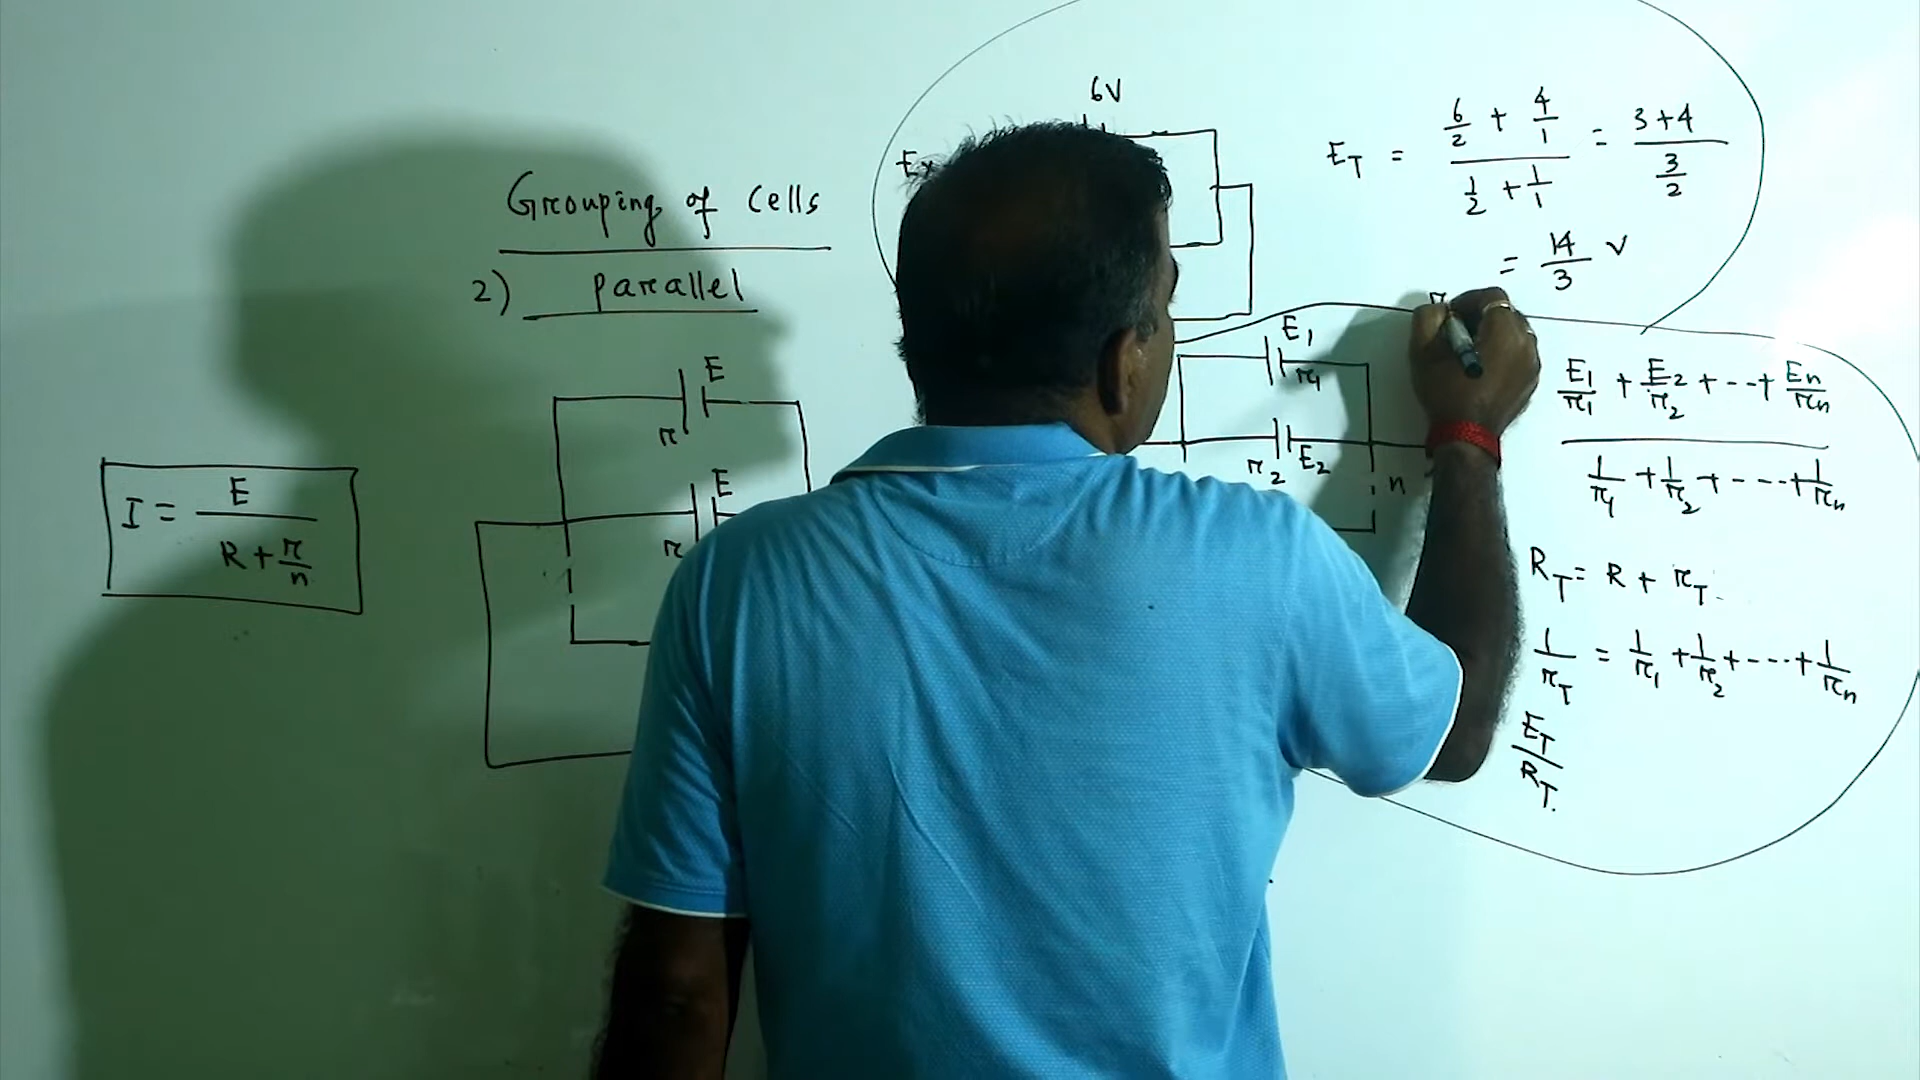 Grouping of cells
2) parallel
I = E / (R + r/n)
E
r
E
r
6V
Ex
E_T = (6/2 + 4/1) / (1/2 + 1/1) = (3+4) / (3/2)
= 14/3 V
E1
r1
r2 E2
n
(E1/r1 + E2/r2 + --+ En/rn) / (1/r1 + 1/r2 + ---+ 1/rn)
R_T = R + r_T.
1/r_T = 1/r1 + 1/r2 + ---+ 1/rn
E_T/R_T.